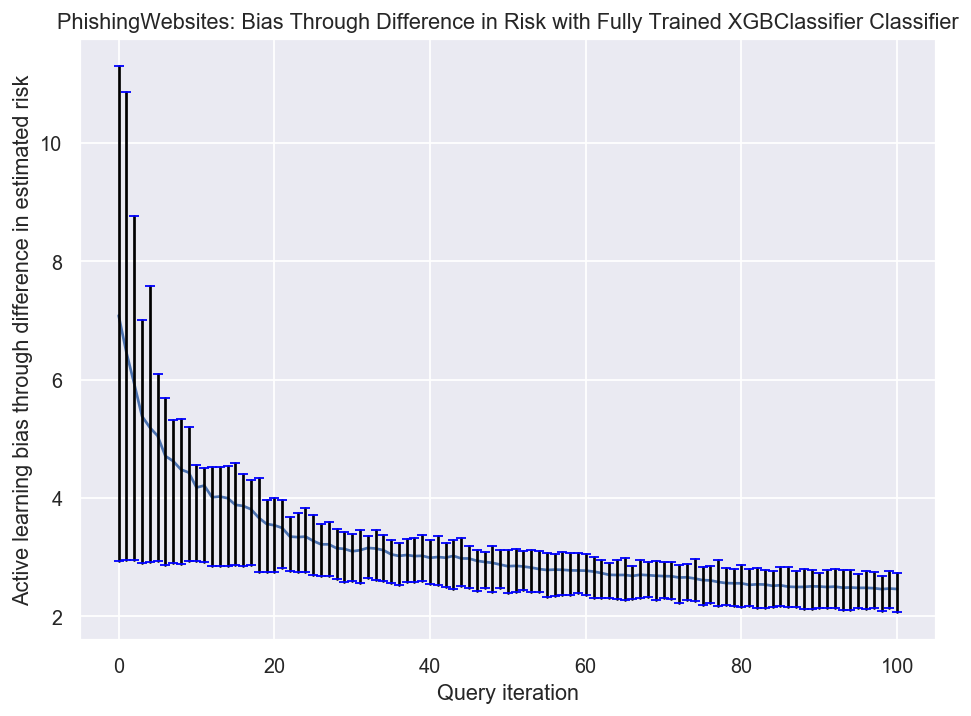 PhishingWebsites: Bias Through Difference in Risk with Fully Trained XGBClassifier Classifier
Active learning bias through difference in estimated risk
10
8
6
4
2
0 20 40 60 80 100
Query iteration